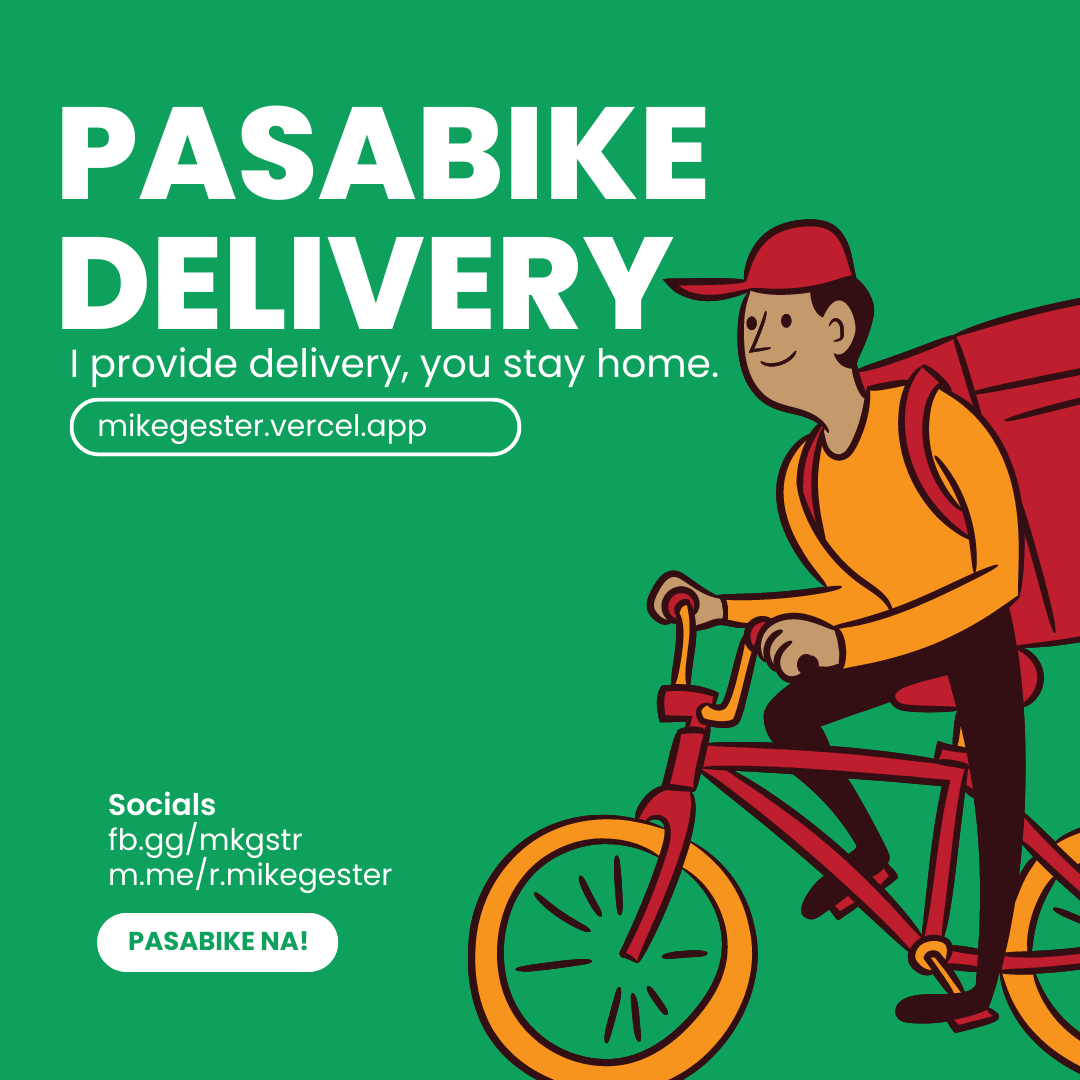 PASABIKE
DELIVERY
I provide delivery, you stay home.
mikegester.vercel.app
Socials
fb.gg/mkgstr
m.me/r.mikegester
PASABIKE NA!